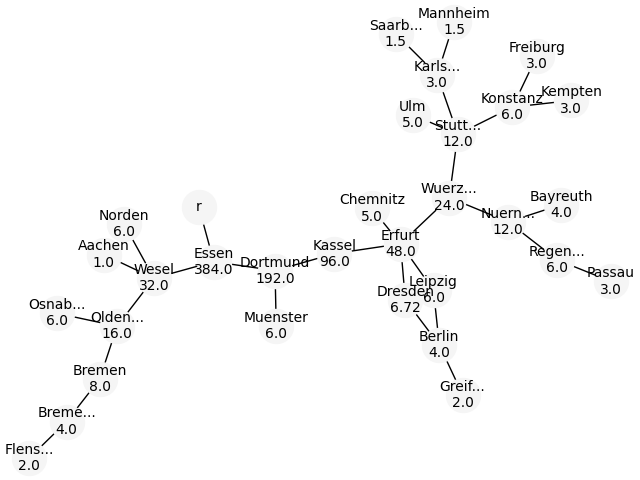 Mannheim
1.5
Saarb...
1.5
Freiburg
3.0
Karls...
3.0
Kempten
3.0
Konstanz
6.0
Ulm
5.0
Stutt...
12.0
Wuerz...
24.0
Bayreuth
4.0
Chemnitz
5.0
r
Nuern...
12.0
Norden
6.0
Erfurt
48.0
Aachen
1.0
Kassel
96.0
Essen
384.0
Regen...
6.0
Dortmund
192.0
Wesel
32.0
Passau
3.0
Leipzig
6.0
Dresden
6.72
Osnab...
6.0
Olden...
16.0
Muenster
6.0
Berlin
4.0
Bremen
8.0
Greif...
2.0
Breme...
4.0
Flens...
2.0